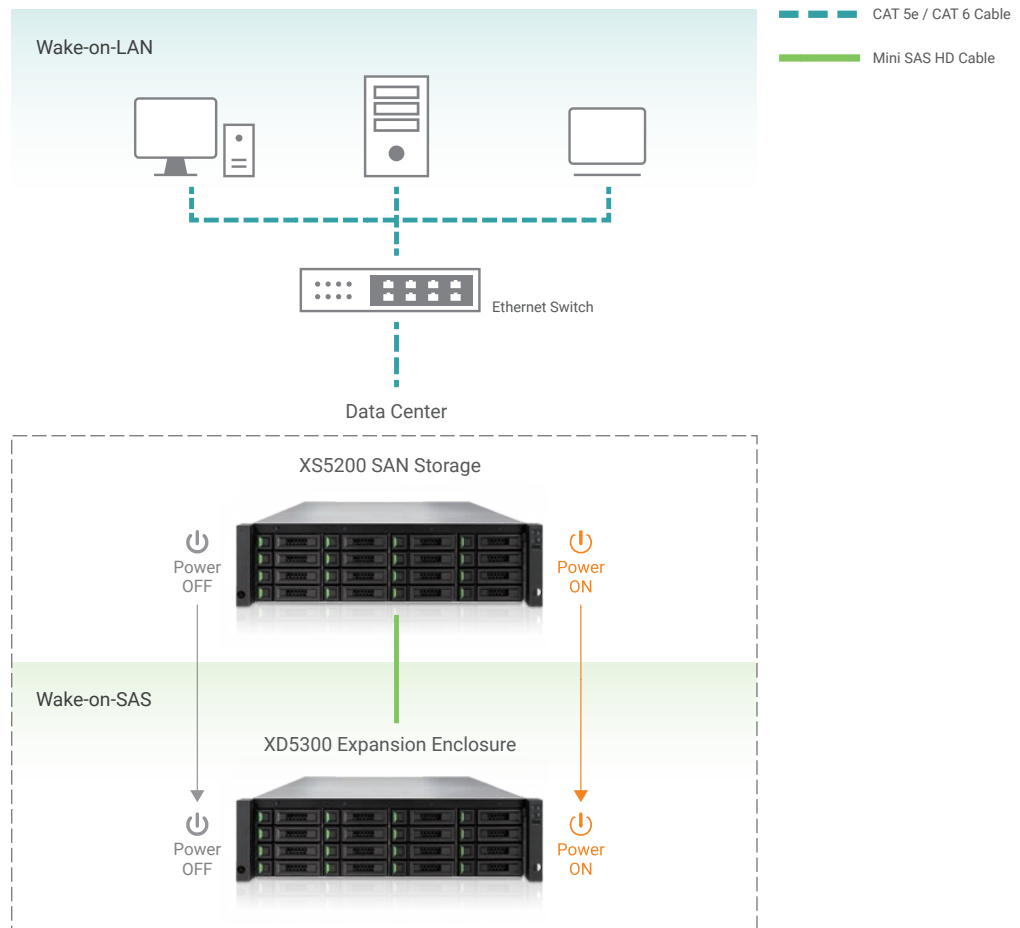 CAT 5e / CAT 6 Cable
Mini SAS HD Cable
Wake-on-LAN
Ethernet Switch
Data Center
XS5200 SAN Storage
Power
OFF
Power
ON
Wake-on-SAS
XD5300 Expansion Enclosure
Power
OFF
Power
ON